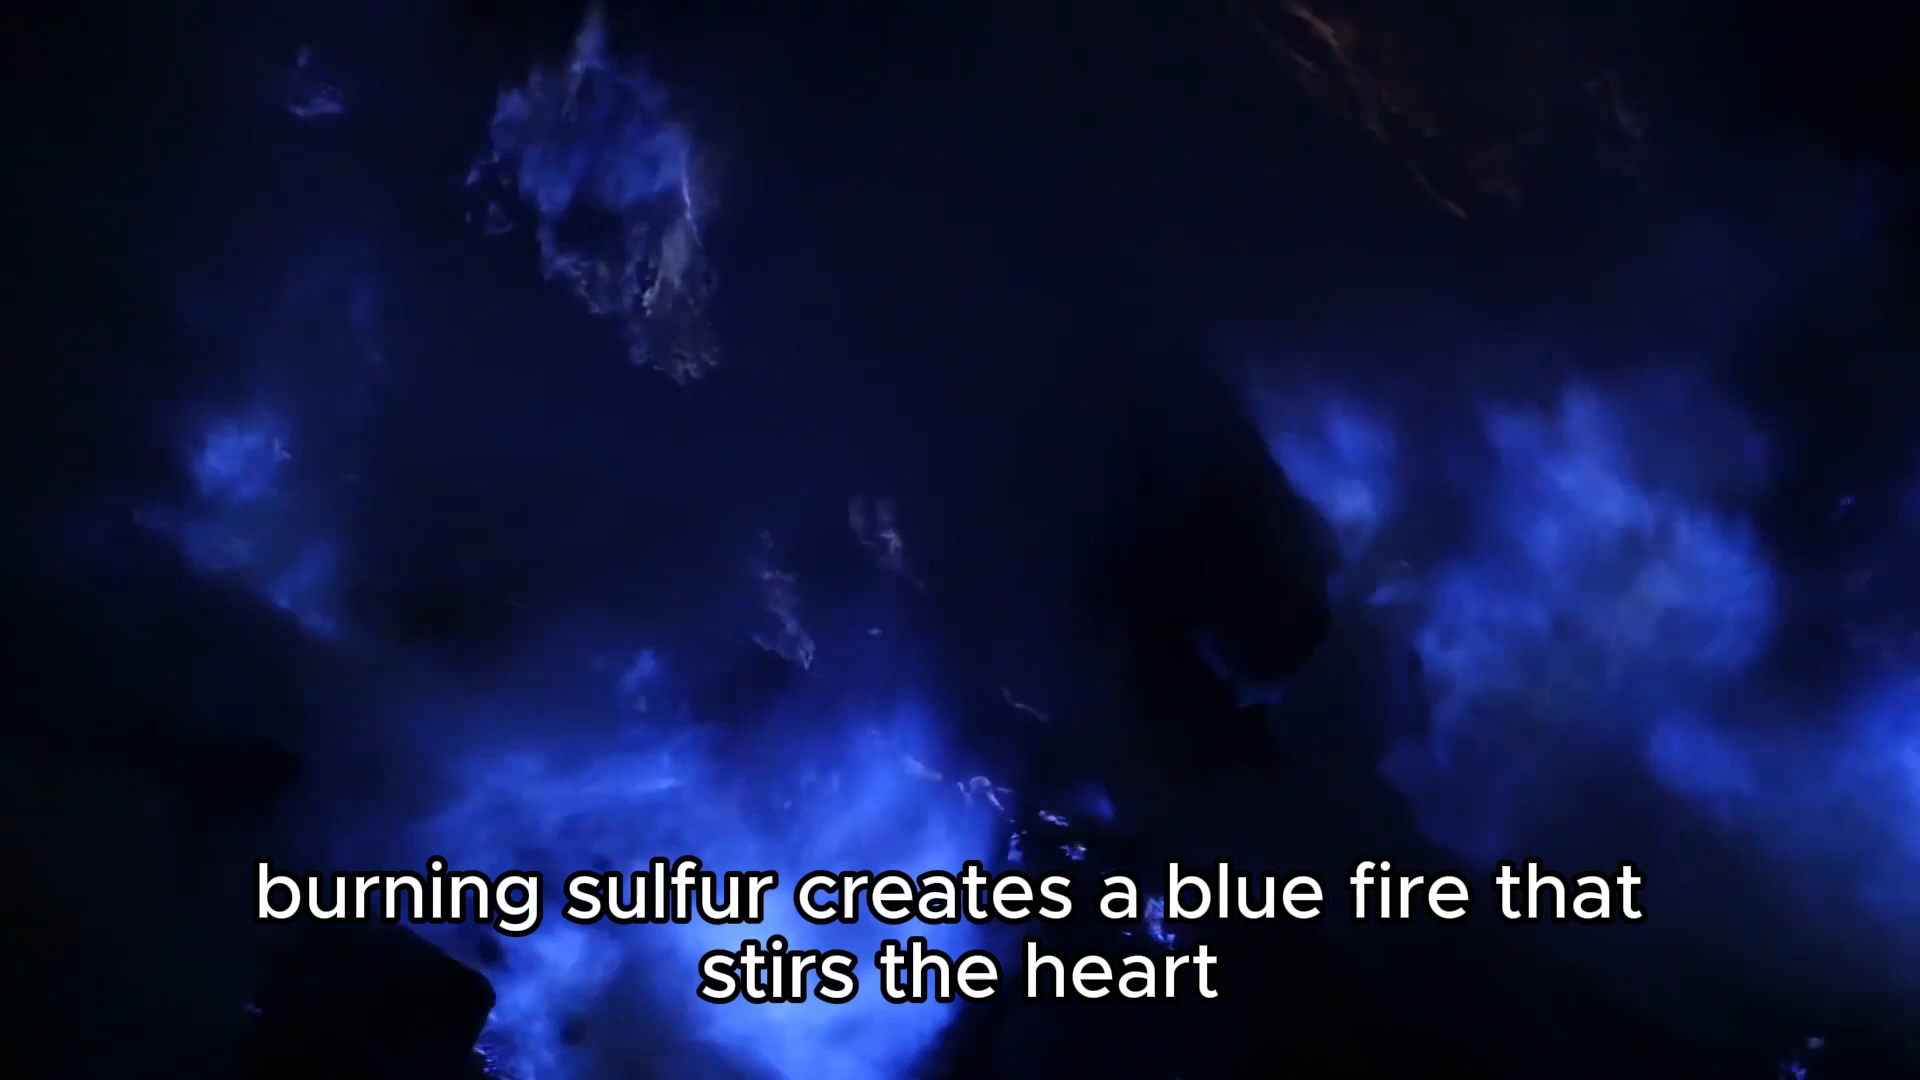 burning sulfur creates a blue fire that
stirs the heart